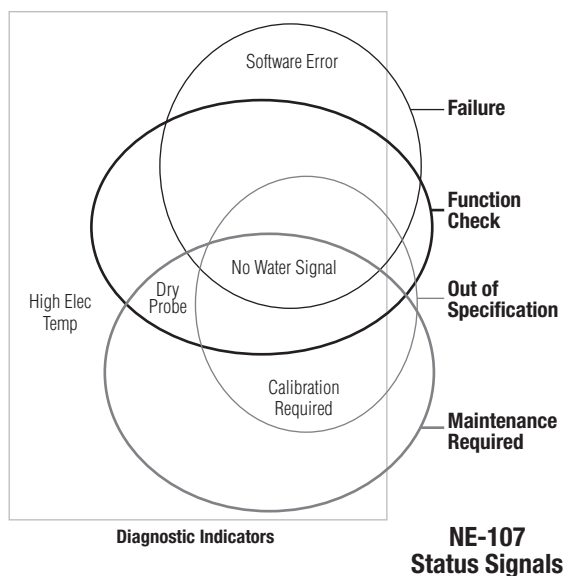 Software Error
Failure
Function
Check
No Water Signal
Dry
Probe
High Elec
Temp
Out of
Specification
Calibration
Required
Maintenance
Required
Diagnostic Indicators
NE-107
Status Signals